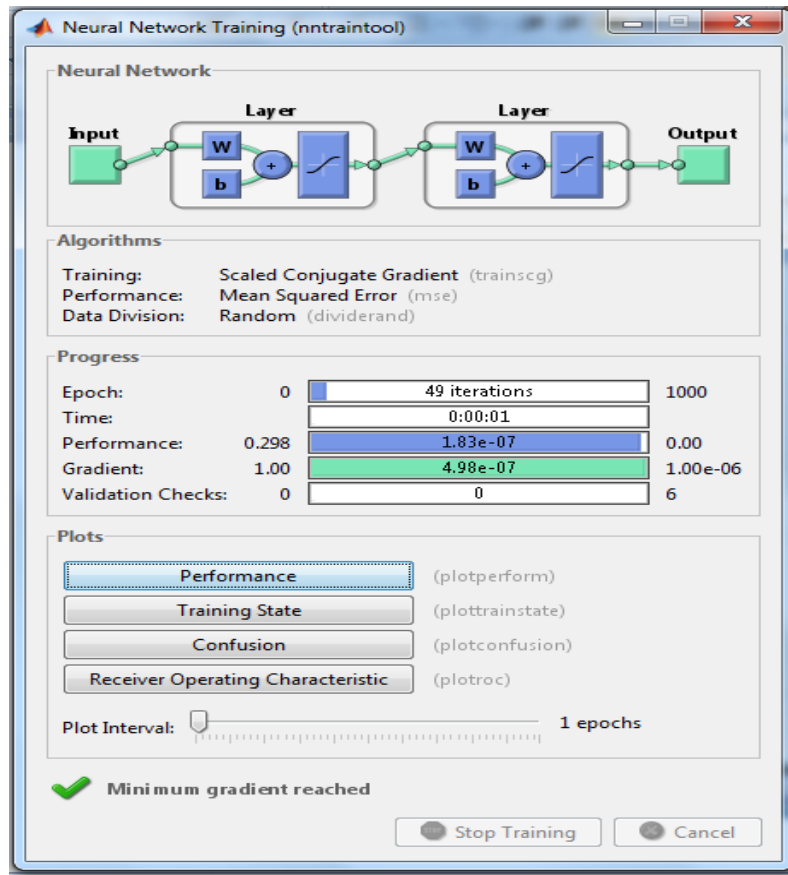 Neural Network Training (nntraintool)
Neural Network
Layer Layer
Input Output
W W
+ +
b b
Algorithms
Training: Scaled Conjugate Gradient (trainscg)
Performance: Mean Squared Error (mse)
Data Division: Random (dividerand)
Progress
Epoch: 0 49 iterations 1000
Time: 0:00:01
Performance: 0.298 1.83e-07 0.00
Gradient: 1.00 4.98e-07 1.00e-06
Validation Checks: 0 0 6
Plots
Performance (plotperform)
Training State (plottrainstate)
Confusion (plotconfusion)
Receiver Operating Characteristic (plotroc)
Plot Interval: 1 epochs
Minimum gradient reached
Stop Training Cancel